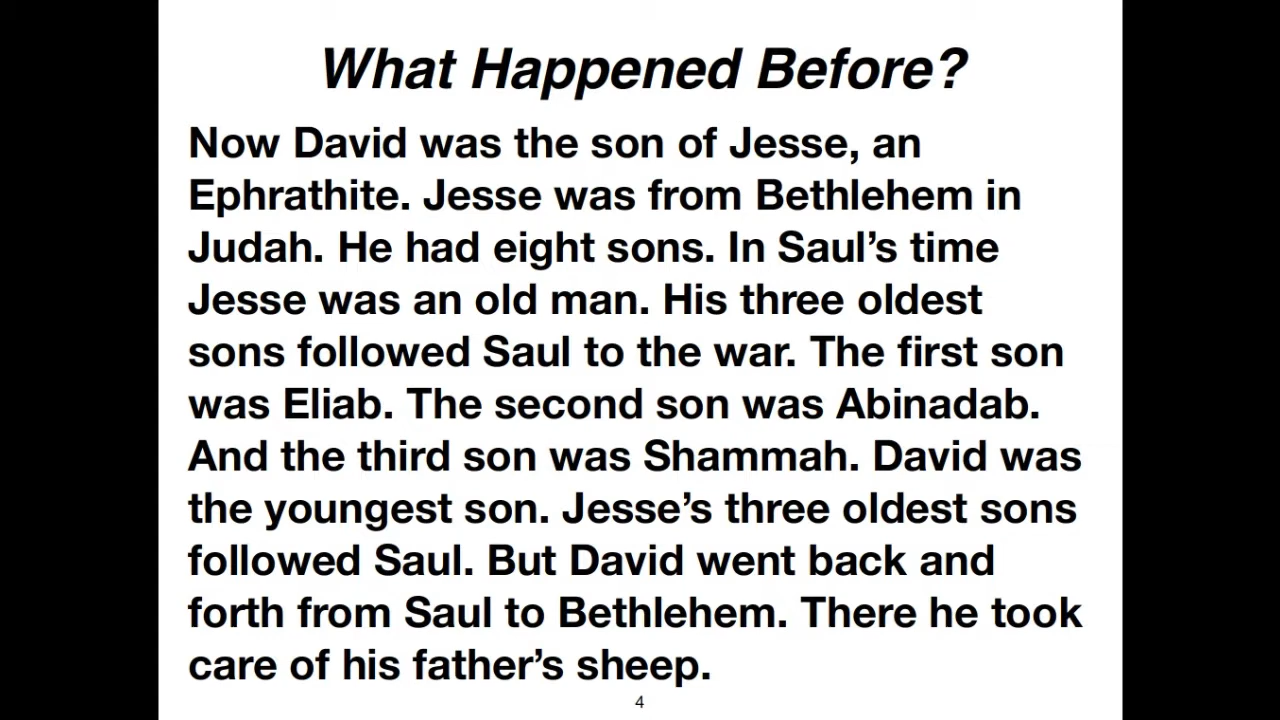 What Happened Before?
Now David was the son of Jesse, an
Ephrathite. Jesse was from Bethlehem in
Judah. He had eight sons. In Saul’s time
Jesse was an old man. His three oldest
sons followed Saul to the war. The first son
was Eliab. The second son was Abinadab.
And the third son was Shammah. David was
the youngest son. Jesse’s three oldest sons
followed Saul. But David went back and
forth from Saul to Bethlehem. There he took
care of his father’s sheep.
4